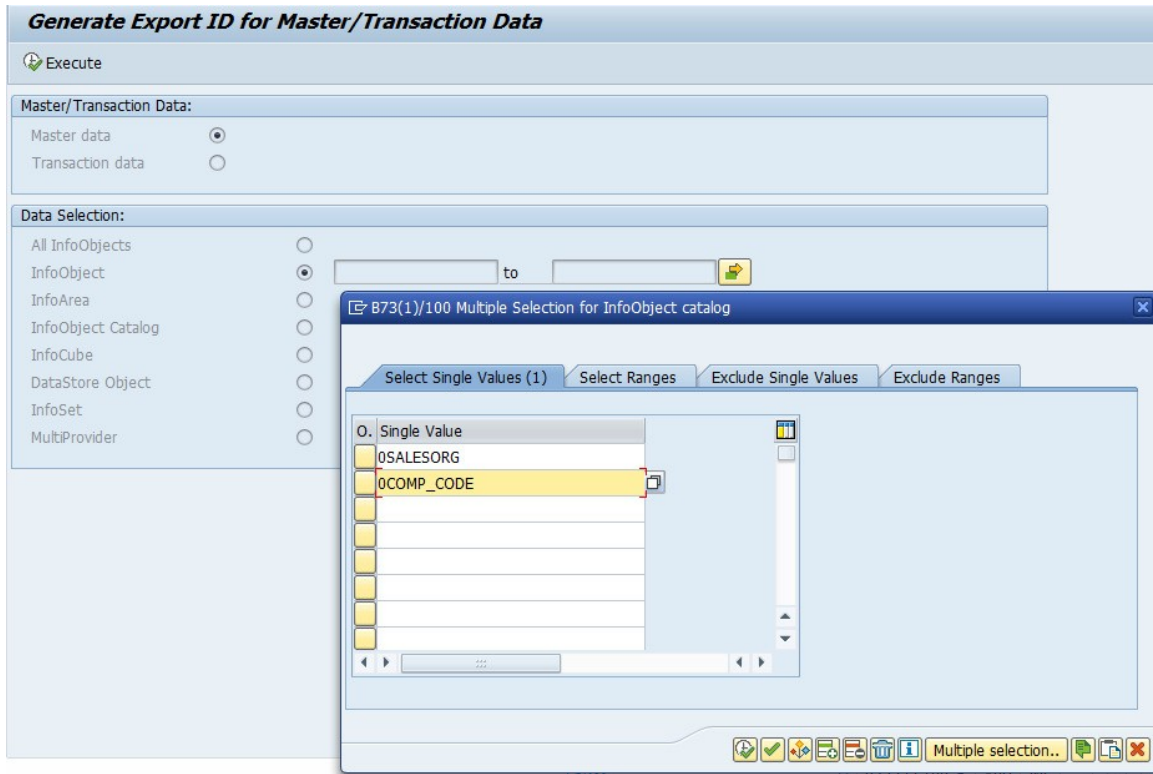 Generate Export ID for Master/Transaction Data
Execute
Master/Transaction Data:
Master data
Transaction data
Data Selection:
All InfoObjects
InfoObject to
InfoArea
InfoObject Catalog
InfoCube
DataStore Object
InfoSet
MultiProvider
B73(1)/100 Multiple Selection for InfoObject catalog
Select Single Values (1) Select Ranges Exclude Single Values Exclude Ranges
O. Single Value
0SALESORG
0COMP_CODE
Multiple selection..